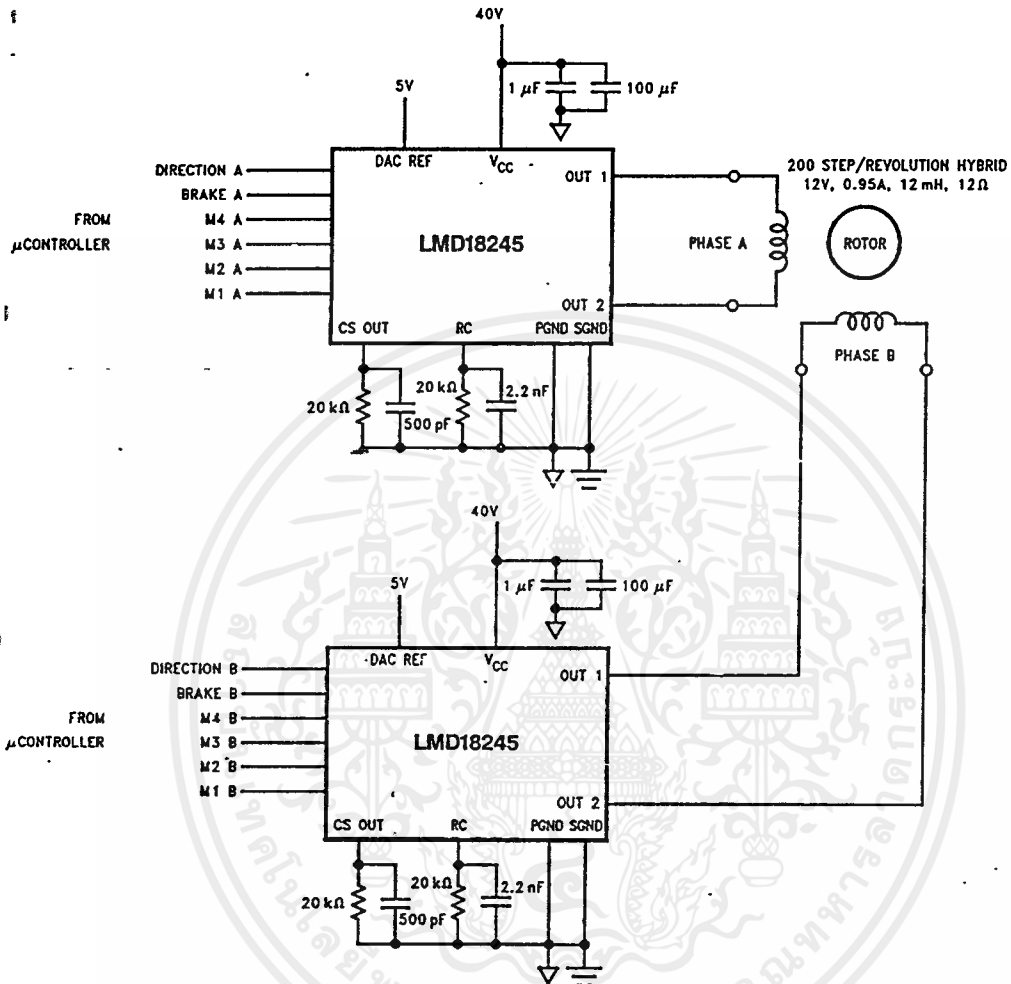 40V
1 μF
100 μF
5V
DAC REF
VCC
DIRECTION A
BRAKE A
M4 A
M3 A
M2 A
M1 A
FROM
μCONTROLLER
LMD18245
OUT 1
OUT 2
PHASE A
200 STEP/REVOLUTION HYBRID
12V, 0.95A, 12 mH, 12Ω
ROTOR
PHASE B
CS OUT
RC
PGND SGND
20 kΩ
500 pF
20 kΩ
2.2 nF
40V
1 μF
100 μF
5V
DAC REF
VCC
DIRECTION B
BRAKE B
M4 B
M3 B
M2 B
M1 B
FROM
μCONTROLLER
LMD18245
OUT 1
OUT 2
CS OUT
RC
PGND SGND
20 kΩ
500 pF
20 kΩ
2.2 nF